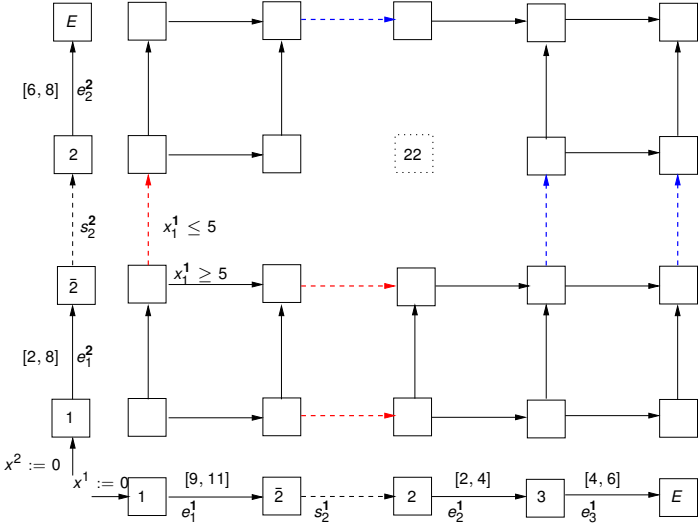 E
[6, 8] e₂²
2
s₂²
22
x₁¹ ≤ 5
x₁¹ ≥ 5
2̄
[2, 8] e₁²
1
x² := 0
x¹ := 0
1 [9, 11] 2̄ 2 [2, 4] 3 [4, 6] E
e₁¹ s₂¹ e₂¹ e₃¹